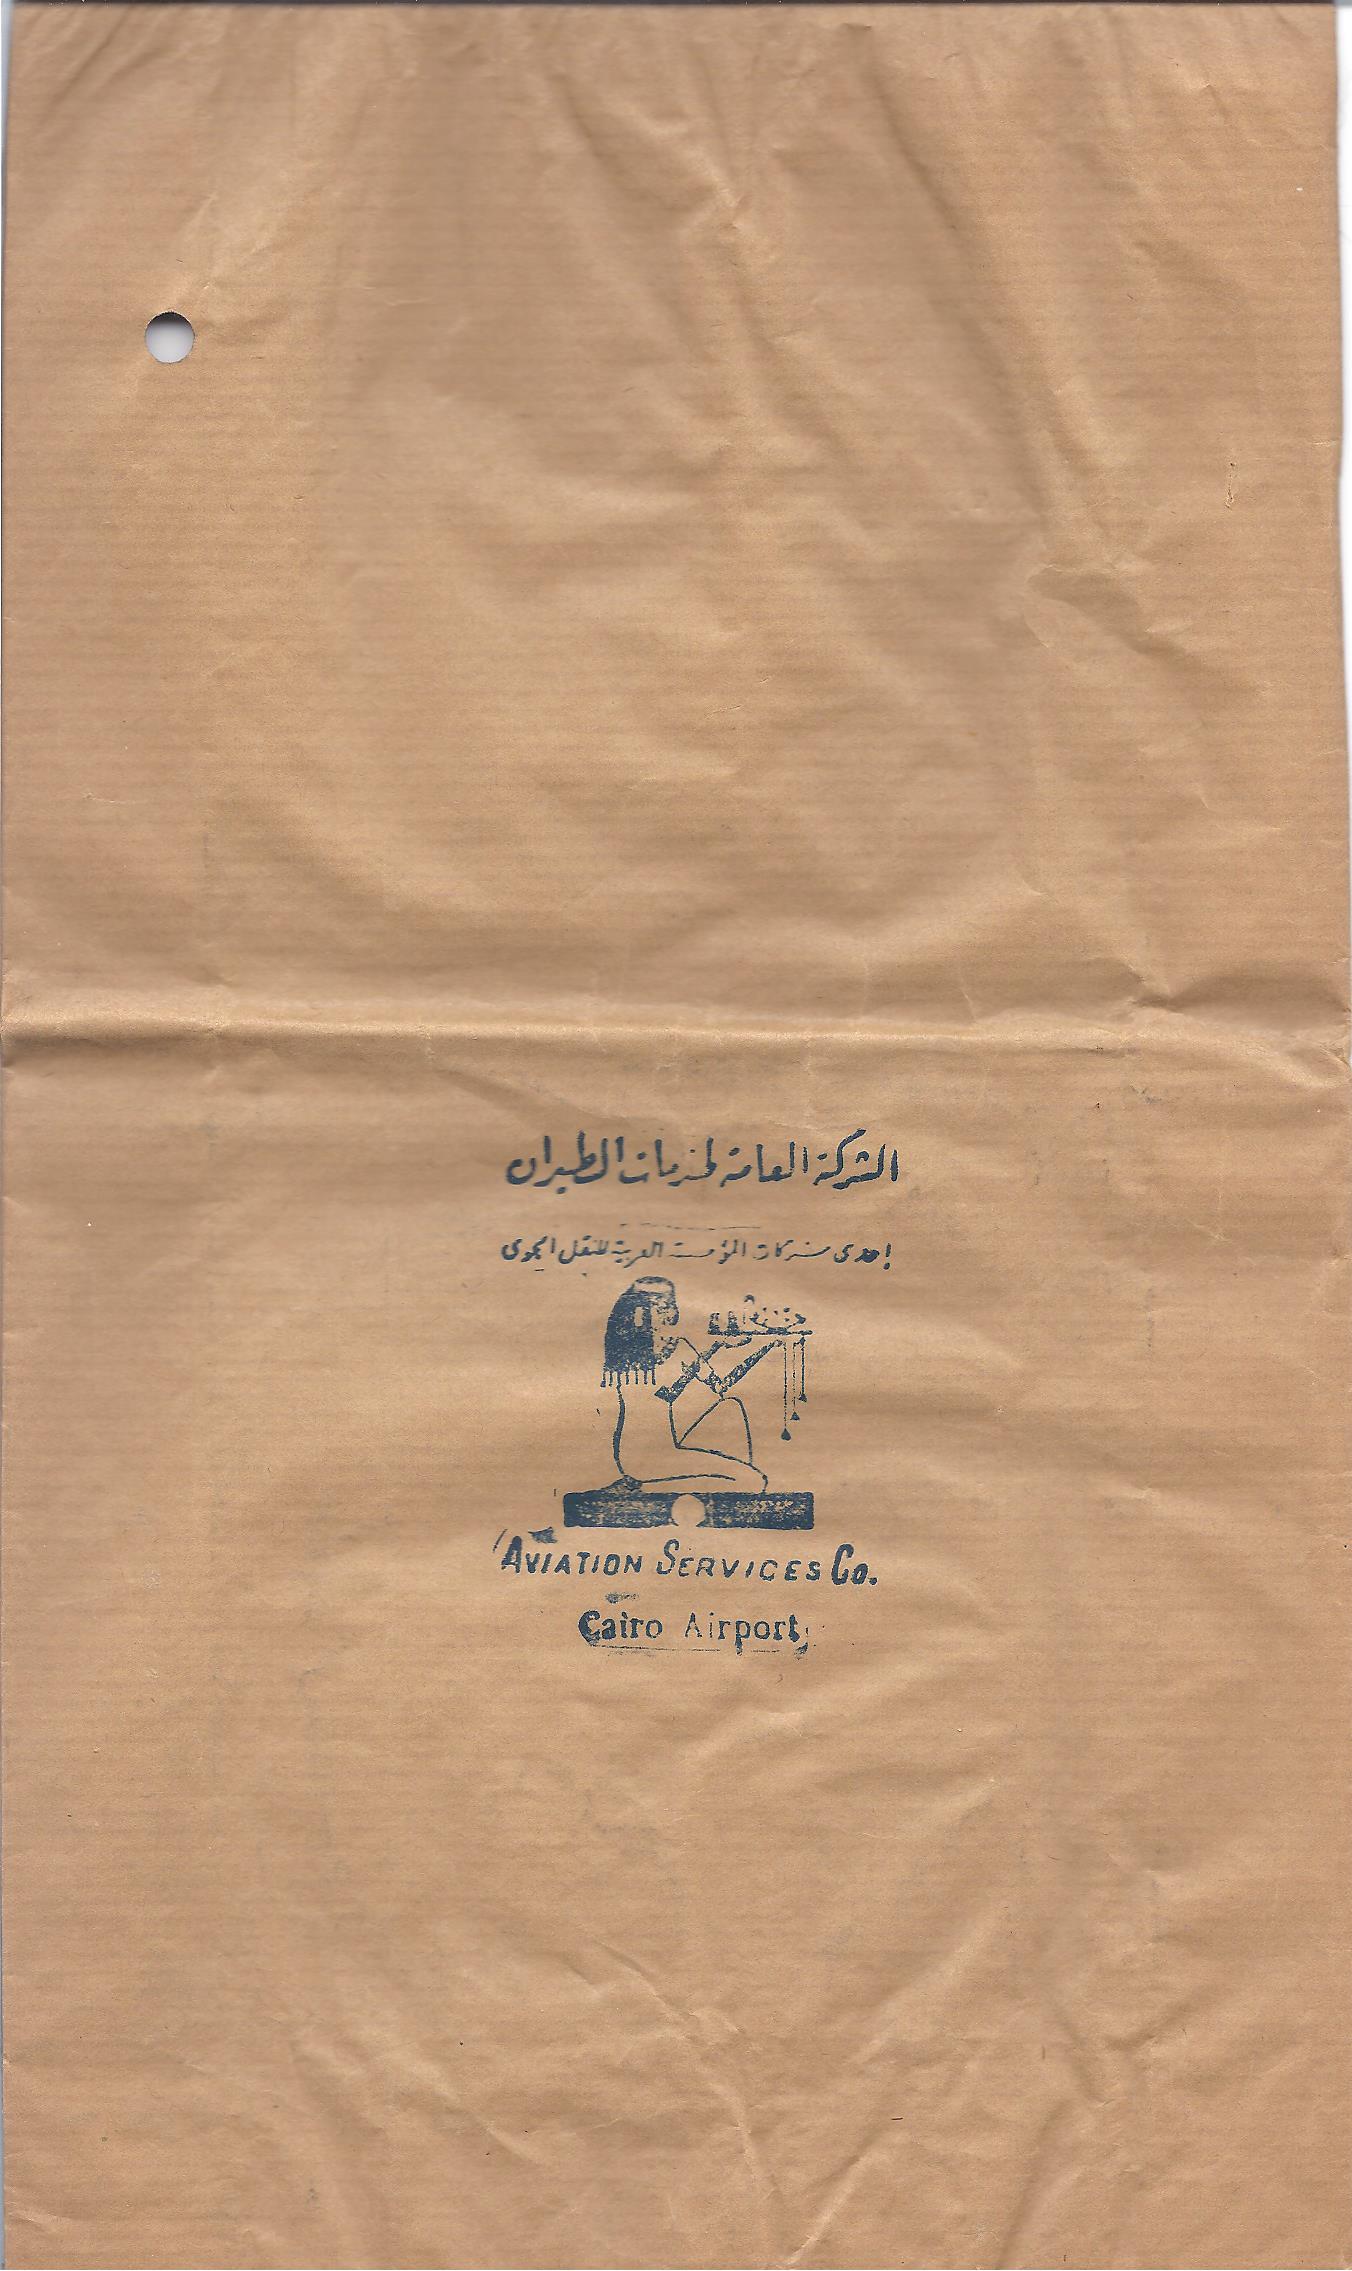 الشركة العامة لخدمات الطيران
إحدى شركات المؤسسة العربية للنقل الجوى
AVIATION SERVICES CO.
Cairo Airport